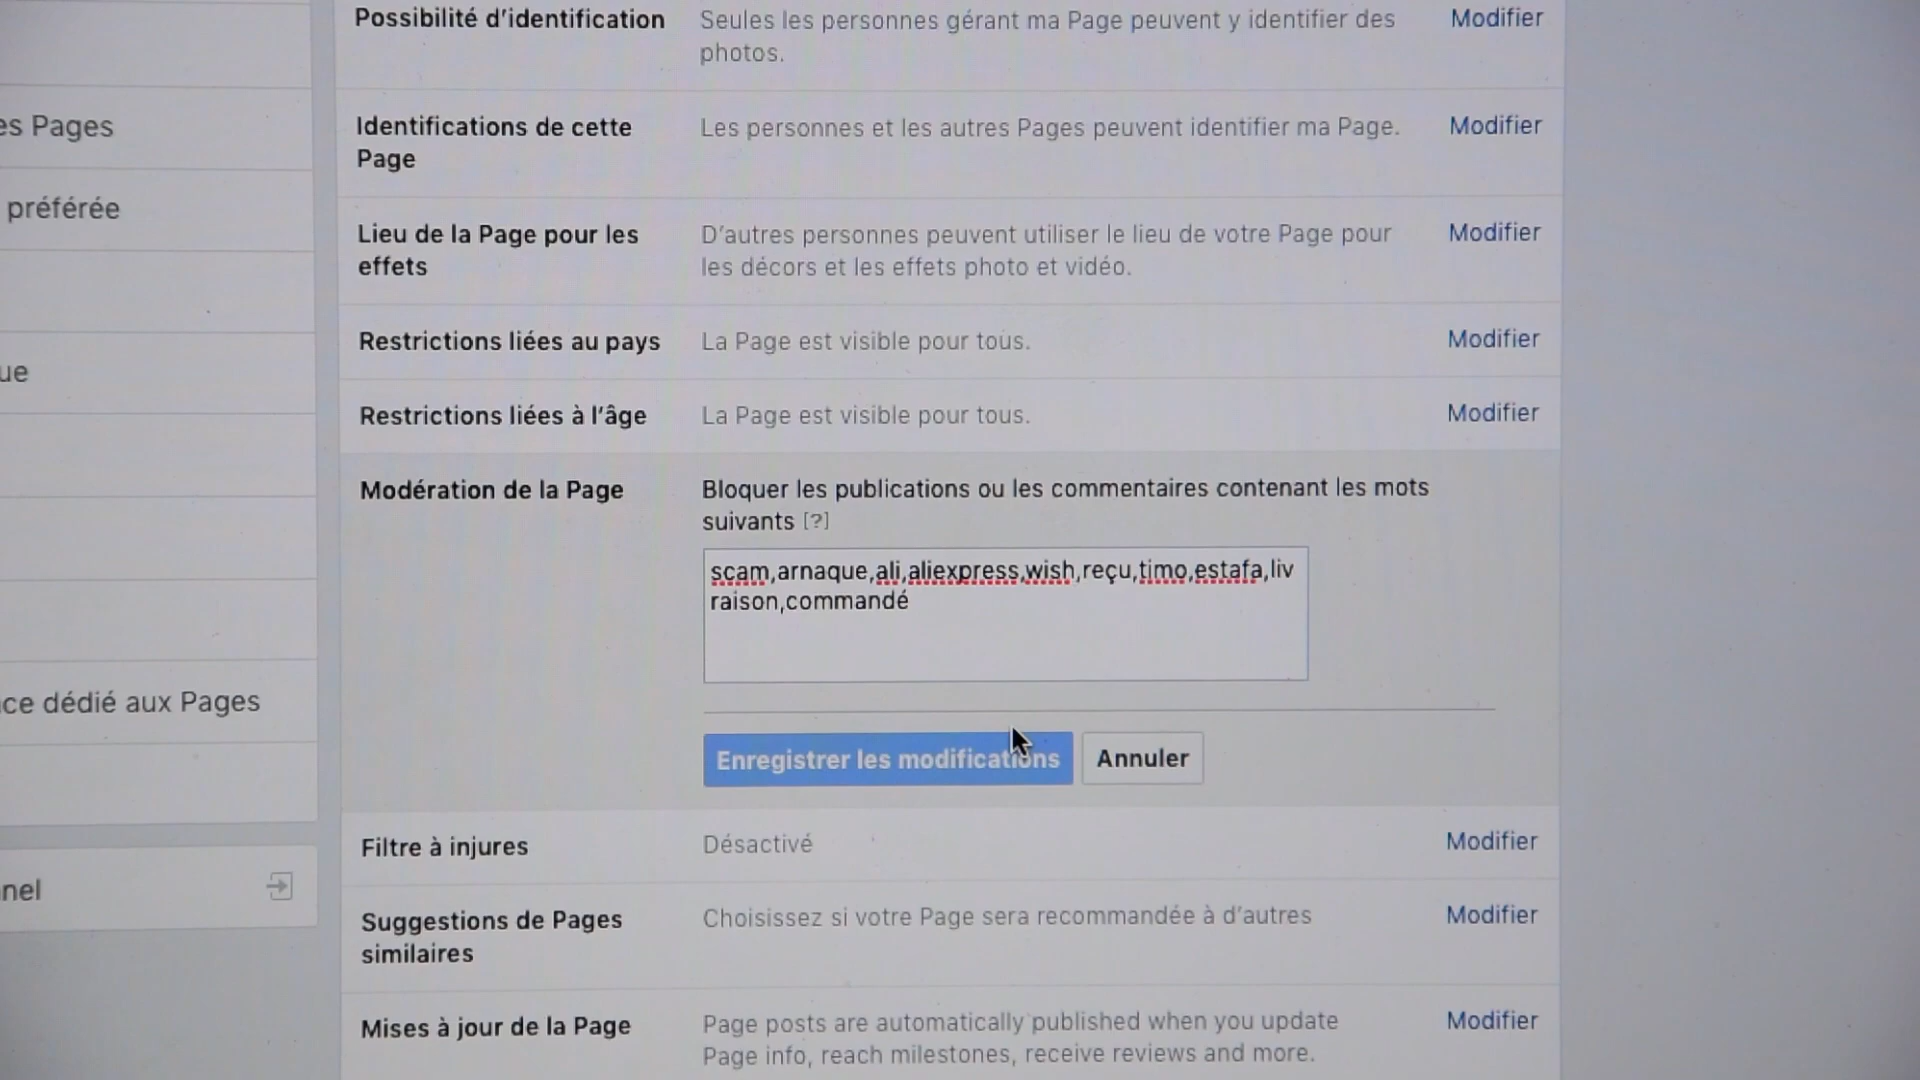 Possibilité d'identification
Seules les personnes gérant ma Page peuvent y identifier des
photos.
Modifier
es Pages
Identifications de cette
Page
Les personnes et les autres Pages peuvent identifier ma Page.
Modifier
préférée
Lieu de la Page pour les
effets
D'autres personnes peuvent utiliser le lieu de votre Page pour
les décors et les effets photo et vidéo.
Modifier
Restrictions liées au pays
La Page est visible pour tous.
Modifier
ue
Restrictions liées à l'âge
La Page est visible pour tous.
Modifier
Modération de la Page
Bloquer les publications ou les commentaires contenant les mots
suivants [?]
scam,arnaque,ali,aliexpress,wish,reçu,timo,estafa,liv
raison,commandé
ce dédié aux Pages
Enregistrer les modifications
Annuler
Filtre à injures
Désactivé
Modifier
nel
Suggestions de Pages
similaires
Choisissez si votre Page sera recommandée à d'autres
Modifier
Mises à jour de la Page
Page posts are automatically published when you update
Page info, reach milestones, receive reviews and more.
Modifier